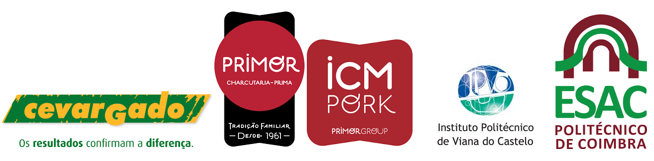 cevargado
Os resultados confirmam a diferença.
PRIMOR
CHARCUTARIA-PRIMA
TRADIÇÃO FAMILIAR
DESDE 1961
iCM
PORK
PRIMOR GROUP
IPVC
Instituto Politécnico
de Viana do Castelo
ESAC
POLITÉCNICO
DE COIMBRA